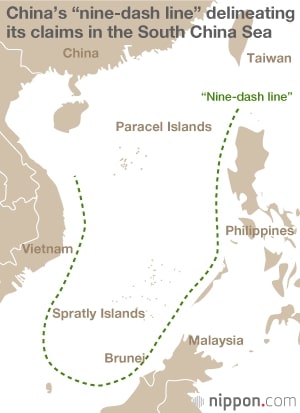 China’s “nine-dash line” delineating
its claims in the South China Sea
China
Taiwan
“Nine-dash line”
Paracel Islands
Philippines
Vietnam
Spratly Islands
Malaysia
Brunei
nippon.com